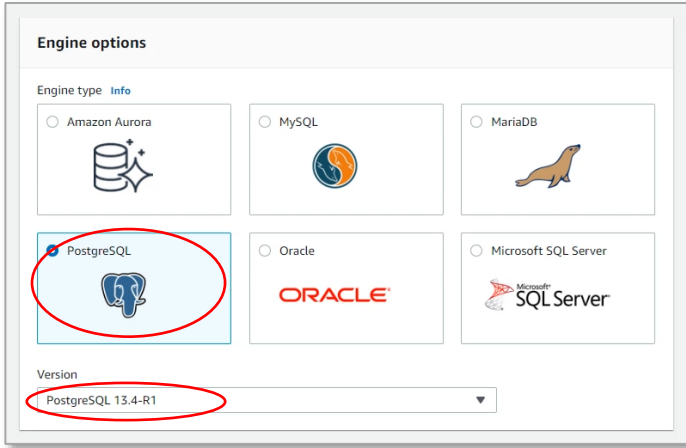 Engine options
Engine type Info
Amazon Aurora
MySQL
MariaDB
PostgreSQL
Oracle
ORACLE
Microsoft SQL Server
Microsoft
SQL Server
Version
PostgreSQL 13.4-R1